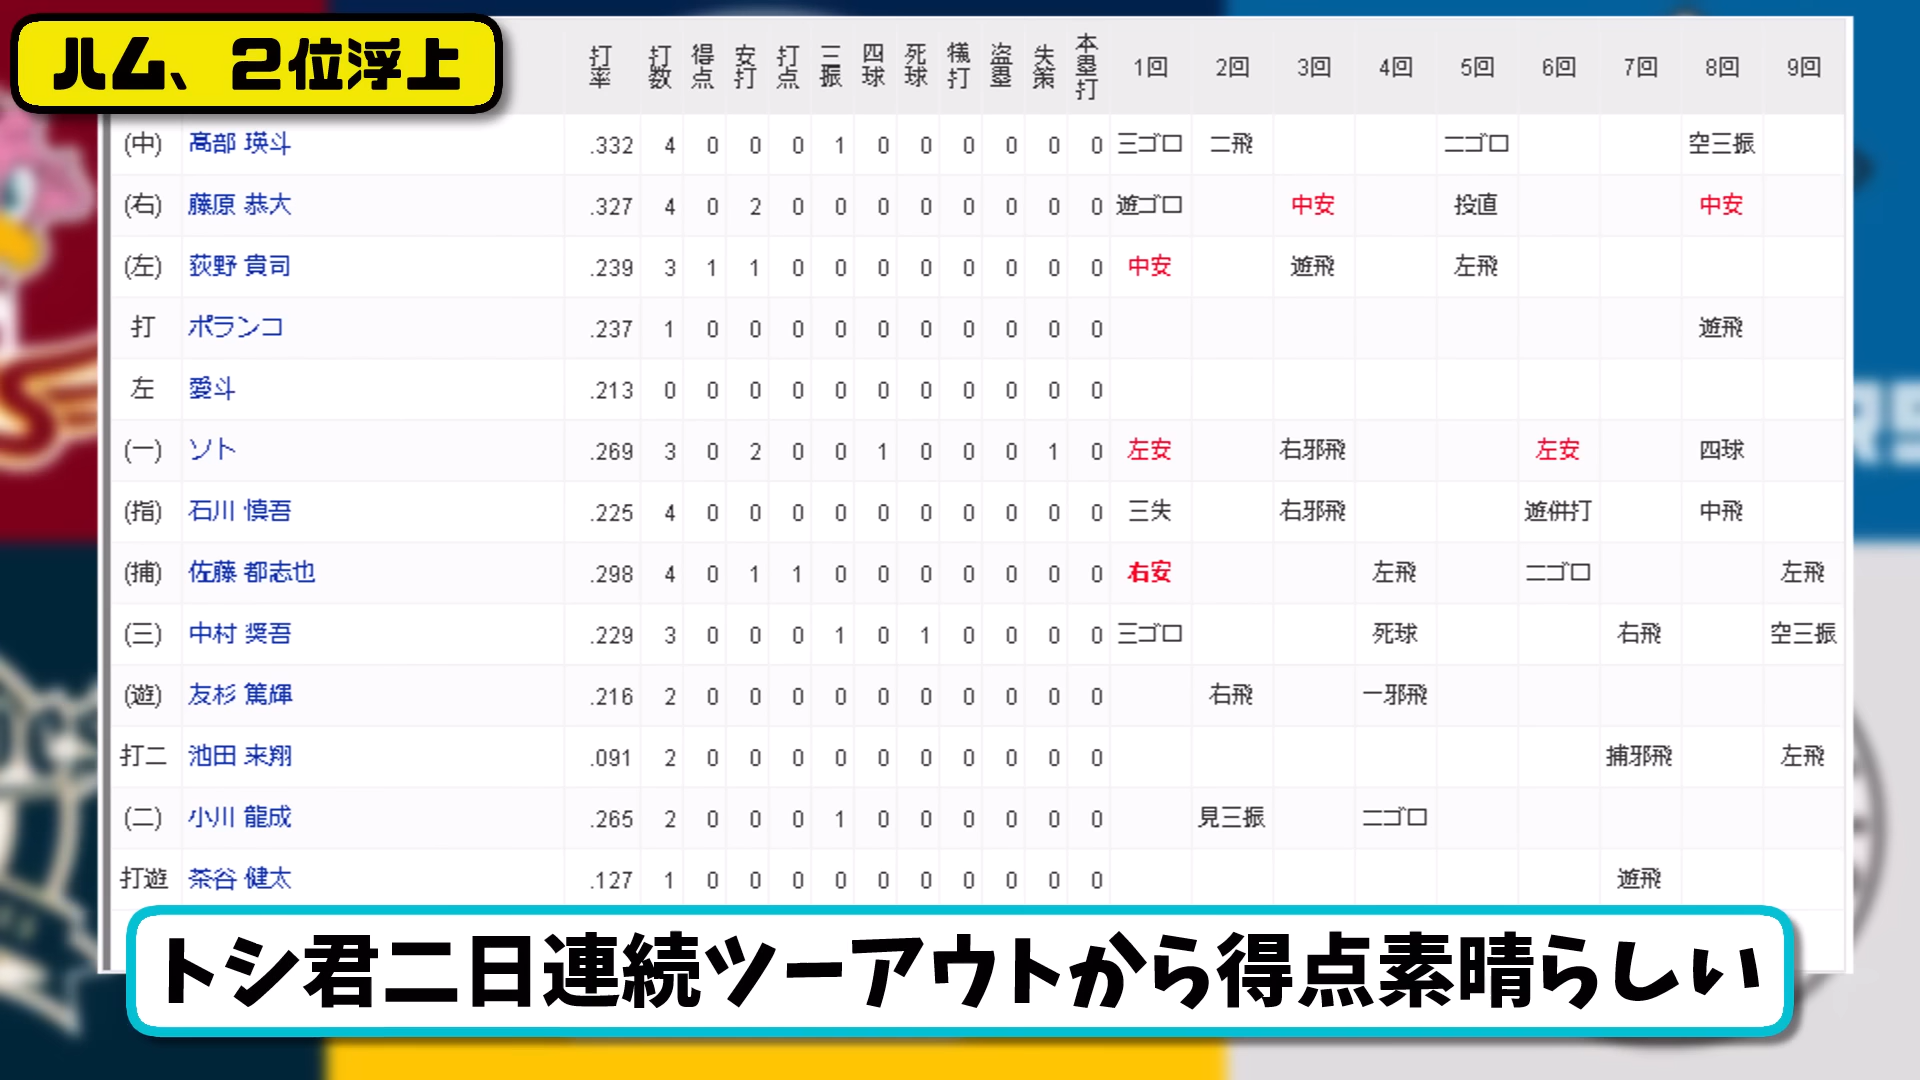 ハム、2位浮上
打率 打数 得点 安打 打点 三振 四球 死球 犠打 盗塁 失策 本塁打 1回 2回 3回 4回 5回 6回 7回 8回 9回
(中) 髙部 瑛斗 .332 4 0 0 0 1 0 0 0 0 0 0 三ゴロ 二飛 二ゴロ 空三振
(右) 藤原 恭大 .327 4 0 2 0 0 0 0 0 0 0 0 遊ゴロ 中安 投直 中安
(左) 荻野 貴司 .239 3 1 1 0 0 0 0 0 0 0 0 中安 遊飛 左飛
打 ポランコ .237 1 0 0 0 0 0 0 0 0 0 0 遊飛
左 愛斗 .213 0 0 0 0 0 0 0 0 0 0 0
(一) ソト .269 3 0 2 0 0 1 0 0 0 1 0 左安 右邪飛 左安 四球
(指) 石川 慎吾 .225 4 0 0 0 0 0 0 0 0 0 0 三失 右邪飛 遊併打 中飛
(捕) 佐藤 都志也 .298 4 0 1 1 0 0 0 0 0 0 0 右安 左飛 二ゴロ 左飛
(三) 中村 奨吾 .229 3 0 0 0 1 0 1 0 0 0 0 三ゴロ 死球 右飛 空三振
(遊) 友杉 篤輝 .216 2 0 0 0 0 0 0 0 0 0 0 右飛 一邪飛
打二 池田 来翔 .091 2 0 0 0 0 0 0 0 0 0 0 捕邪飛 左飛
(二) 小川 龍成 .265 2 0 0 0 1 0 0 0 0 0 0 見三振 二ゴロ
打遊 茶谷 健太 .127 1 0 0 0 0 0 0 0 0 0 0 遊飛
トシ君二日連続ツーアウトから得点素晴らしい